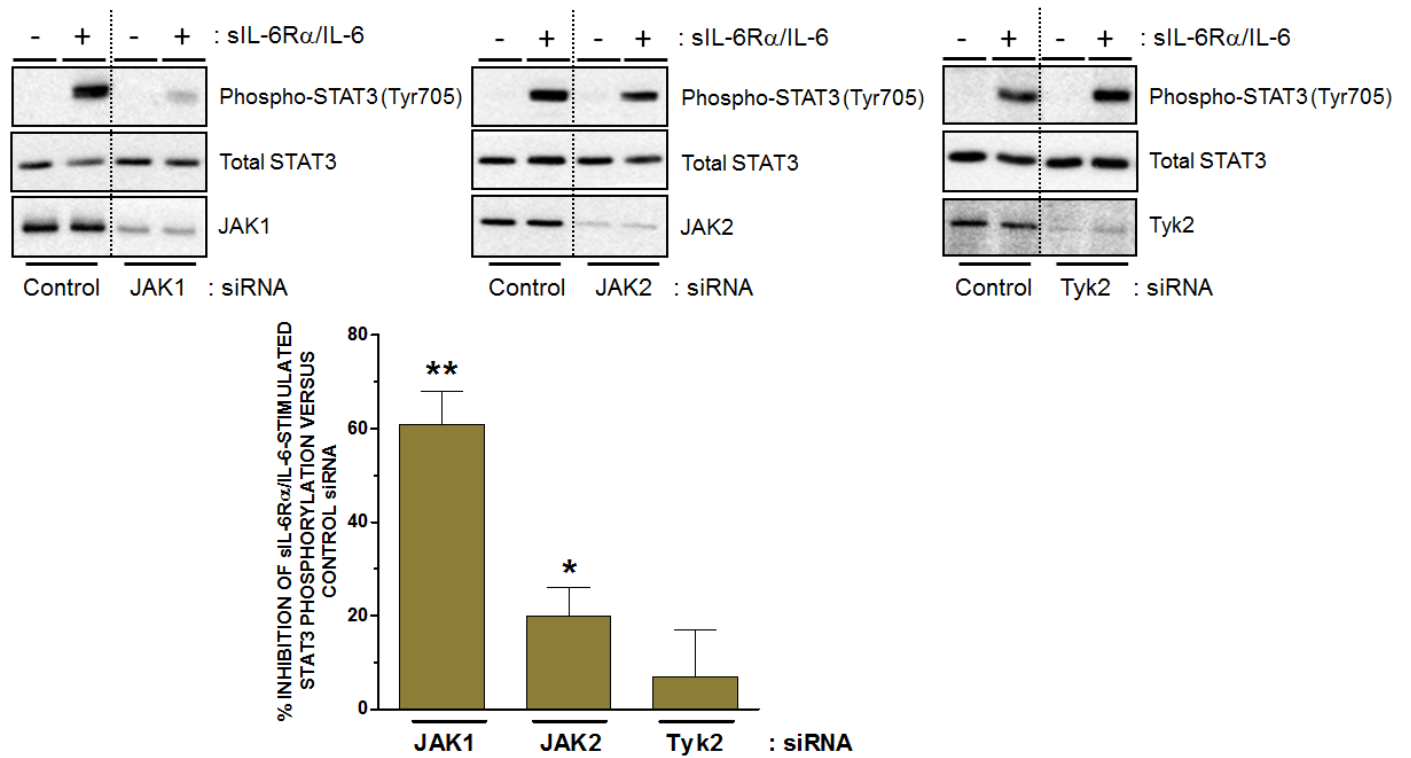 - + - + : sIL-6Rα/IL-6
Phospho-STAT3 (Tyr705)
Total STAT3
JAK1
Control JAK1 : siRNA
- + - + : sIL-6Rα/IL-6
Phospho-STAT3 (Tyr705)
Total STAT3
JAK2
Control JAK2 : siRNA
- + - + : sIL-6Rα/IL-6
Phospho-STAT3 (Tyr705)
Total STAT3
Tyk2
Control Tyk2 : siRNA
% INHIBITION OF sIL-6Rα/IL-6-STIMULATED
STAT3 PHOSPHORYLATION VERSUS
CONTROL siRNA
80
60
40
20
0
**
*
JAK1 JAK2 Tyk2 : siRNA